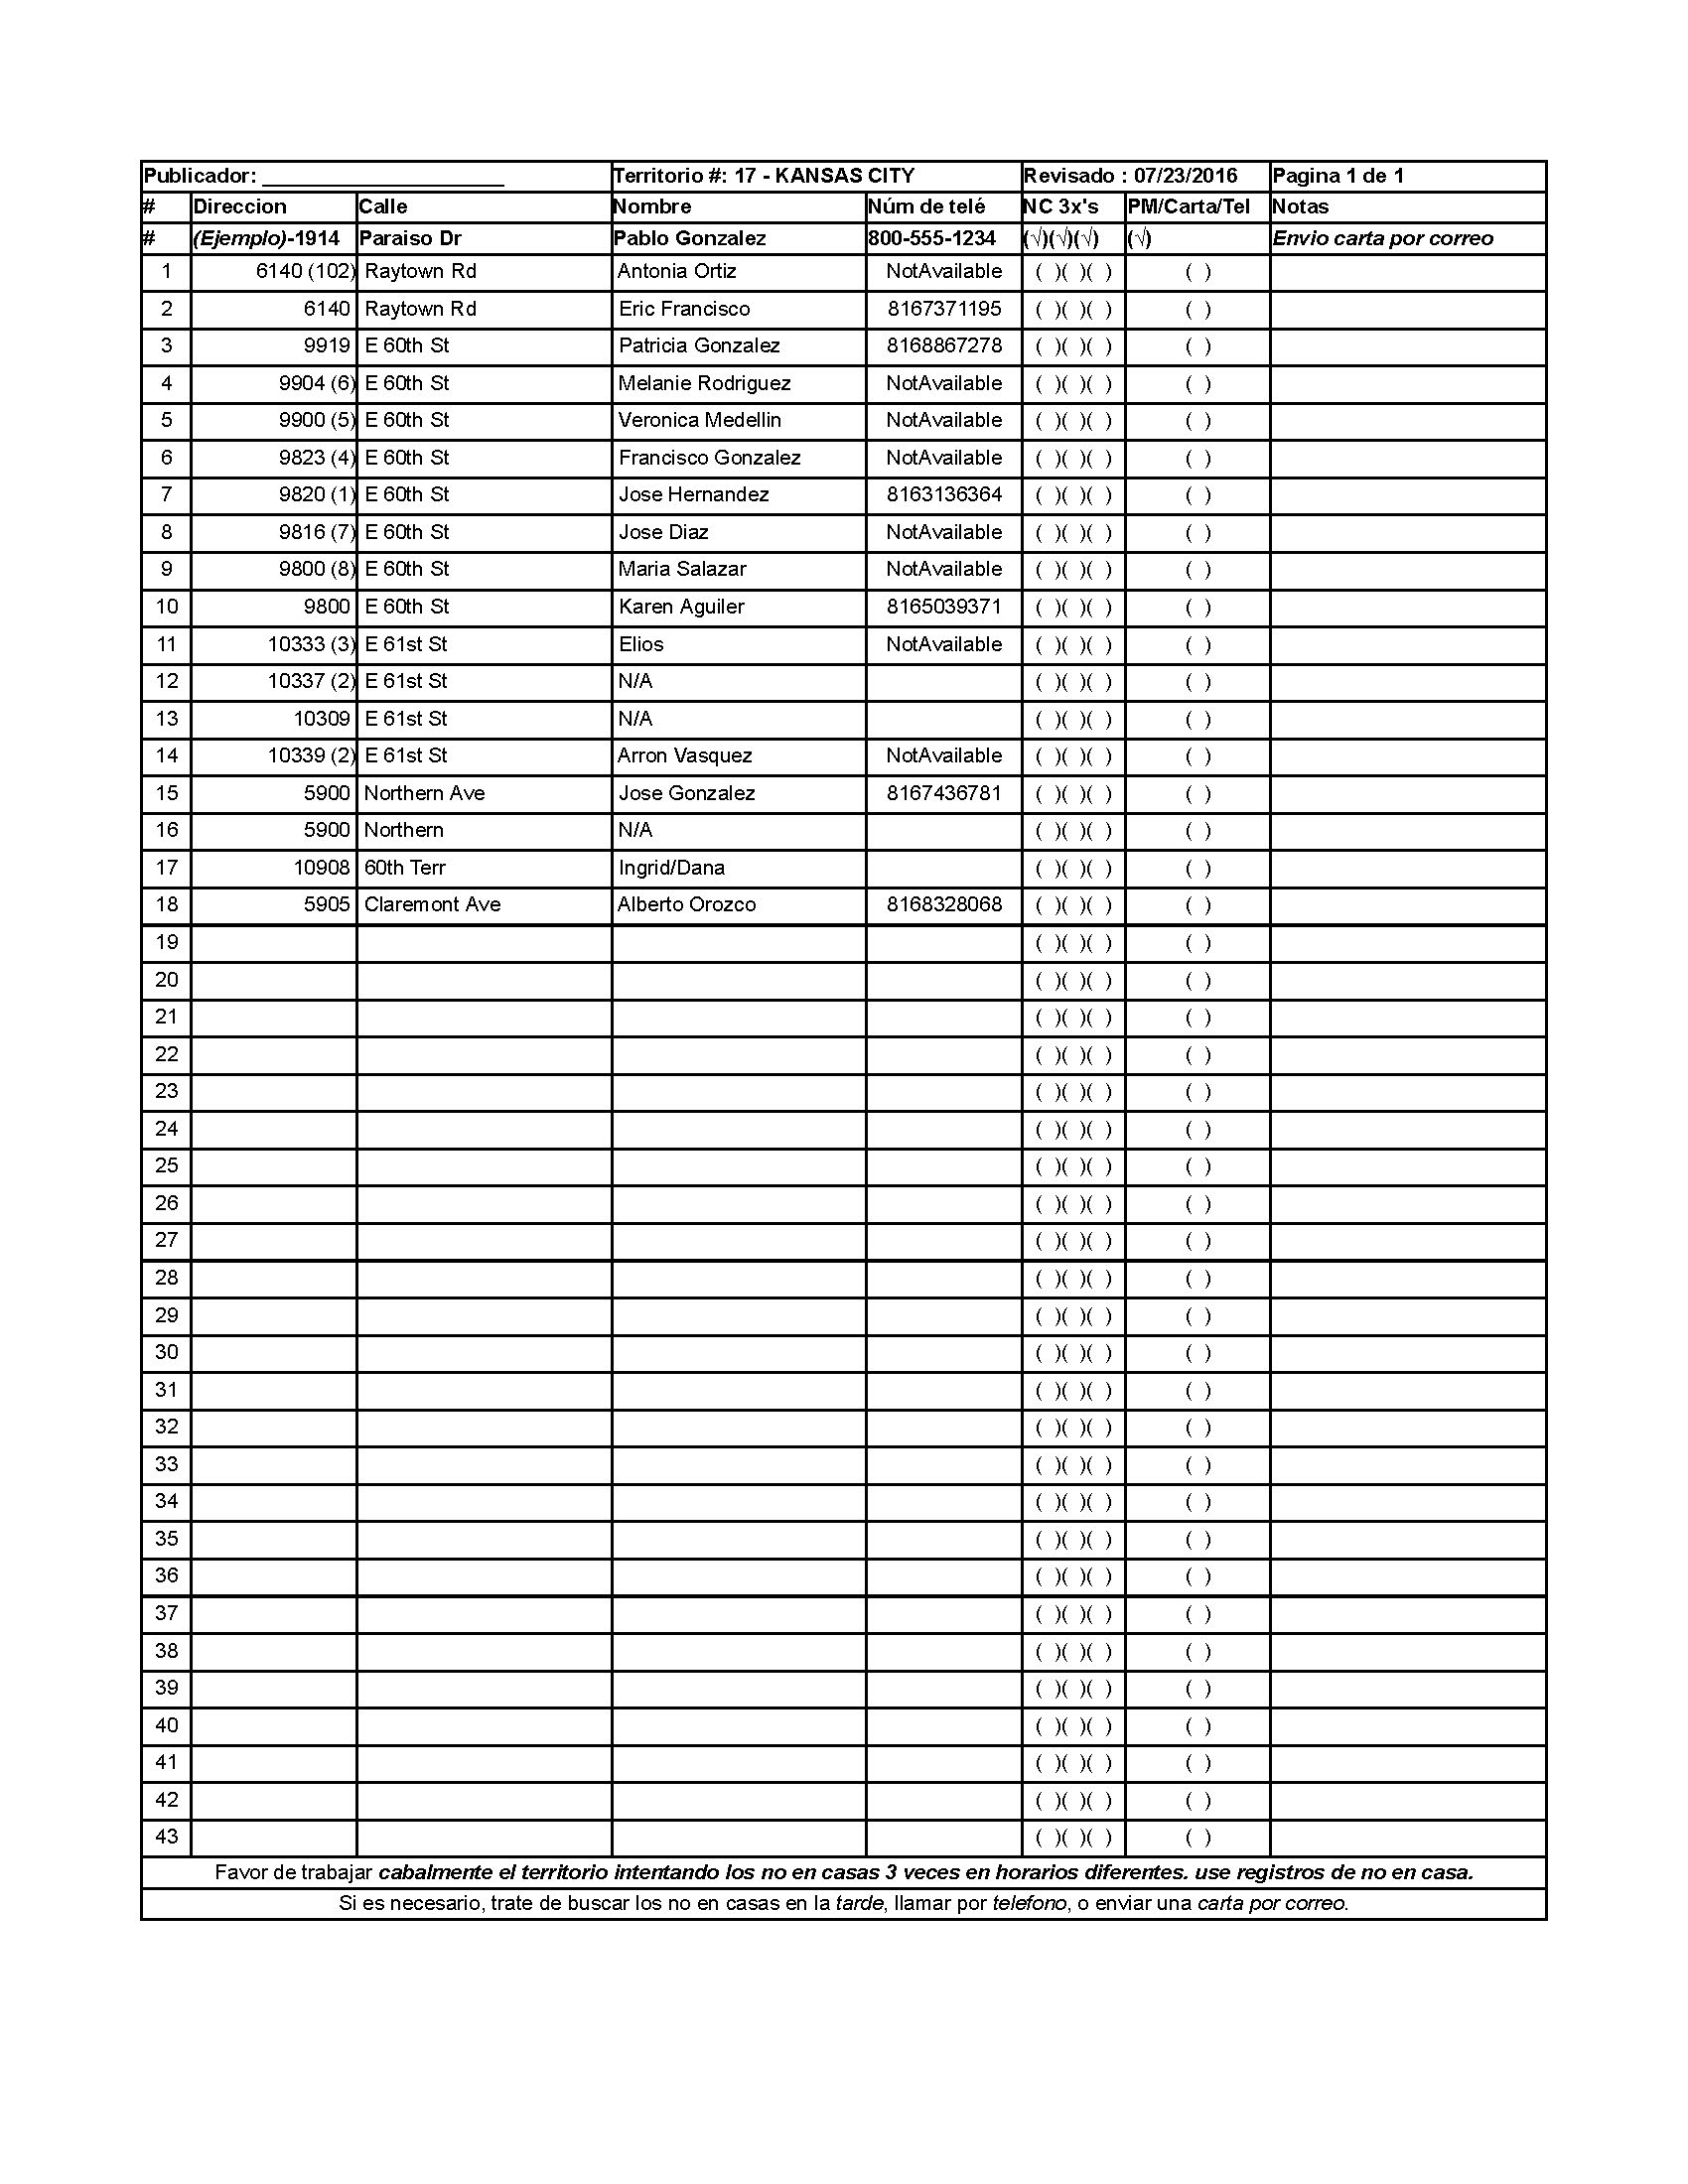 Publicador: ____________________ Territorio #: 17 - KANSAS CITY Revisado : 07/23/2016 Pagina 1 de 1
# Direccion Calle Nombre Núm de telé NC 3x's PM/Carta/Tel Notas
# (Ejemplo)-1914 Paraiso Dr Pablo Gonzalez 800-555-1234 (√)(√)(√) (√) Envio carta por correo
1 6140 (102) Raytown Rd Antonia Ortiz NotAvailable ( )( )( ) ( )
2 6140 Raytown Rd Eric Francisco 8167371195 ( )( )( ) ( )
3 9919 E 60th St Patricia Gonzalez 8168867278 ( )( )( ) ( )
4 9904 (6) E 60th St Melanie Rodriguez NotAvailable ( )( )( ) ( )
5 9900 (5) E 60th St Veronica Medellin NotAvailable ( )( )( ) ( )
6 9823 (4) E 60th St Francisco Gonzalez NotAvailable ( )( )( ) ( )
7 9820 (1) E 60th St Jose Hernandez 8163136364 ( )( )( ) ( )
8 9816 (7) E 60th St Jose Diaz NotAvailable ( )( )( ) ( )
9 9800 (8) E 60th St Maria Salazar NotAvailable ( )( )( ) ( )
10 9800 E 60th St Karen Aguiler 8165039371 ( )( )( ) ( )
11 10333 (3) E 61st St Elios NotAvailable ( )( )( ) ( )
12 10337 (2) E 61st St N/A ( )( )( ) ( )
13 10309 E 61st St N/A ( )( )( ) ( )
14 10339 (2) E 61st St Arron Vasquez NotAvailable ( )( )( ) ( )
15 5900 Northern Ave Jose Gonzalez 8167436781 ( )( )( ) ( )
16 5900 Northern N/A ( )( )( ) ( )
17 10908 60th Terr Ingrid/Dana ( )( )( ) ( )
18 5905 Claremont Ave Alberto Orozco 8168328068 ( )( )( ) ( )
19 ( )( )( ) ( )
20 ( )( )( ) ( )
21 ( )( )( ) ( )
22 ( )( )( ) ( )
23 ( )( )( ) ( )
24 ( )( )( ) ( )
25 ( )( )( ) ( )
26 ( )( )( ) ( )
27 ( )( )( ) ( )
28 ( )( )( ) ( )
29 ( )( )( ) ( )
30 ( )( )( ) ( )
31 ( )( )( ) ( )
32 ( )( )( ) ( )
33 ( )( )( ) ( )
34 ( )( )( ) ( )
35 ( )( )( ) ( )
36 ( )( )( ) ( )
37 ( )( )( ) ( )
38 ( )( )( ) ( )
39 ( )( )( ) ( )
40 ( )( )( ) ( )
41 ( )( )( ) ( )
42 ( )( )( ) ( )
43 ( )( )( ) ( )
Favor de trabajar cabalmente el territorio intentando los no en casas 3 veces en horarios diferentes. use registros de no en casa.
Si es necesario, trate de buscar los no en casas en la tarde, llamar por telefono, o enviar una carta por correo.